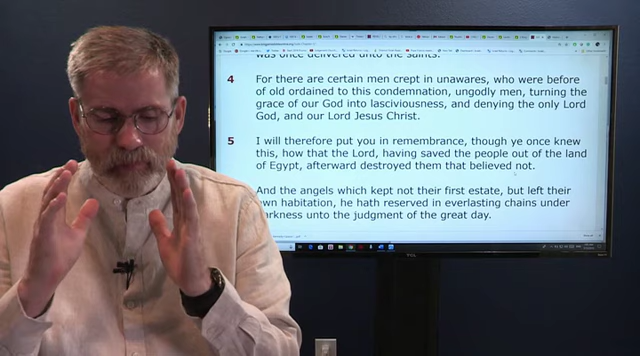 was once delivered unto the saints.
4 For there are certain men crept in unawares, who were before
of old ordained to this condemnation, ungodly men, turning the
grace of our God into lasciviousness, and denying the only Lord
God, and our Lord Jesus Christ.
5 I will therefore put you in remembrance, though ye once knew
this, how that the Lord, having saved the people out of the land
of Egypt, afterward destroyed them that believed not.
And the angels which kept not their first estate, but left their
own habitation, he hath reserved in everlasting chains under
darkness unto the judgment of the great day.
TCL